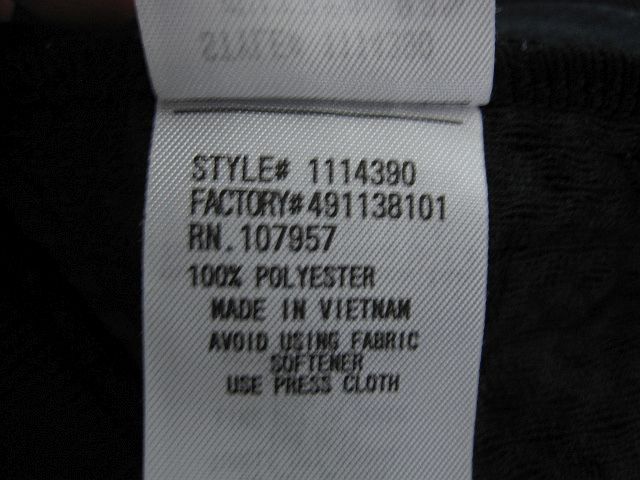 STYLE# 1114390
FACTORY#491138101
RN.107957
100% POLYESTER
MADE IN VIETNAM
AVOID USING FABRIC
SOFTENER
USE PRESS CLOTH